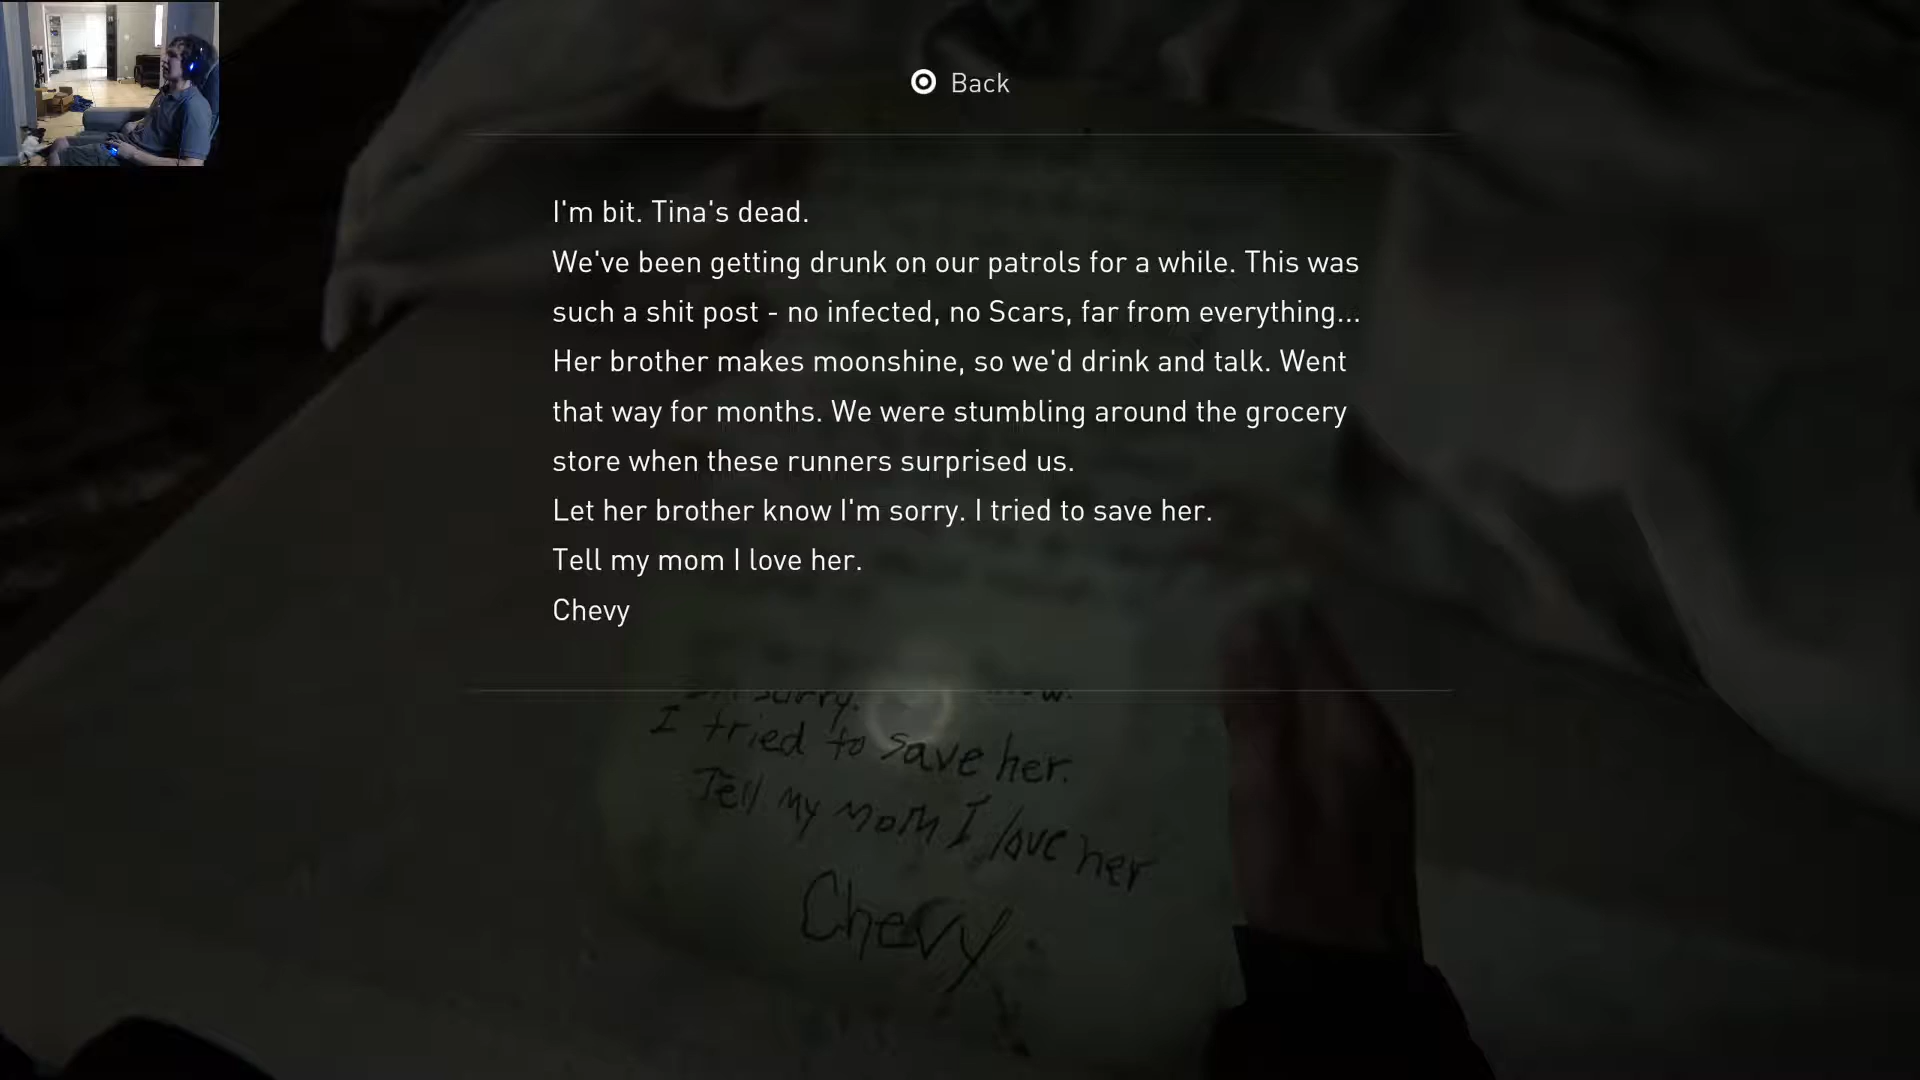 Back
I'm bit. Tina's dead.
We've been getting drunk on our patrols for a while. This was
such a shit post - no infected, no Scars, far from everything...
Her brother makes moonshine, so we'd drink and talk. Went
that way for months. We were stumbling around the grocery
store when these runners surprised us.
Let her brother know I'm sorry. I tried to save her.
Tell my mom I love her.
Chevy
sorry.
I tried to save her.
Tell my mom I love her
Chevy